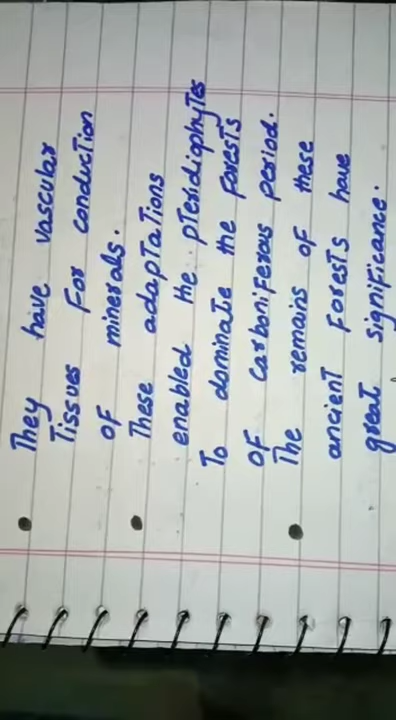 • They have vascular
Tissues For conduction
of minerals.
• These adaptations
enabled the pteridiophytes
To dominate the forests
of Carboniferous period.
• The remains of these
ancient Forests have
great significance.